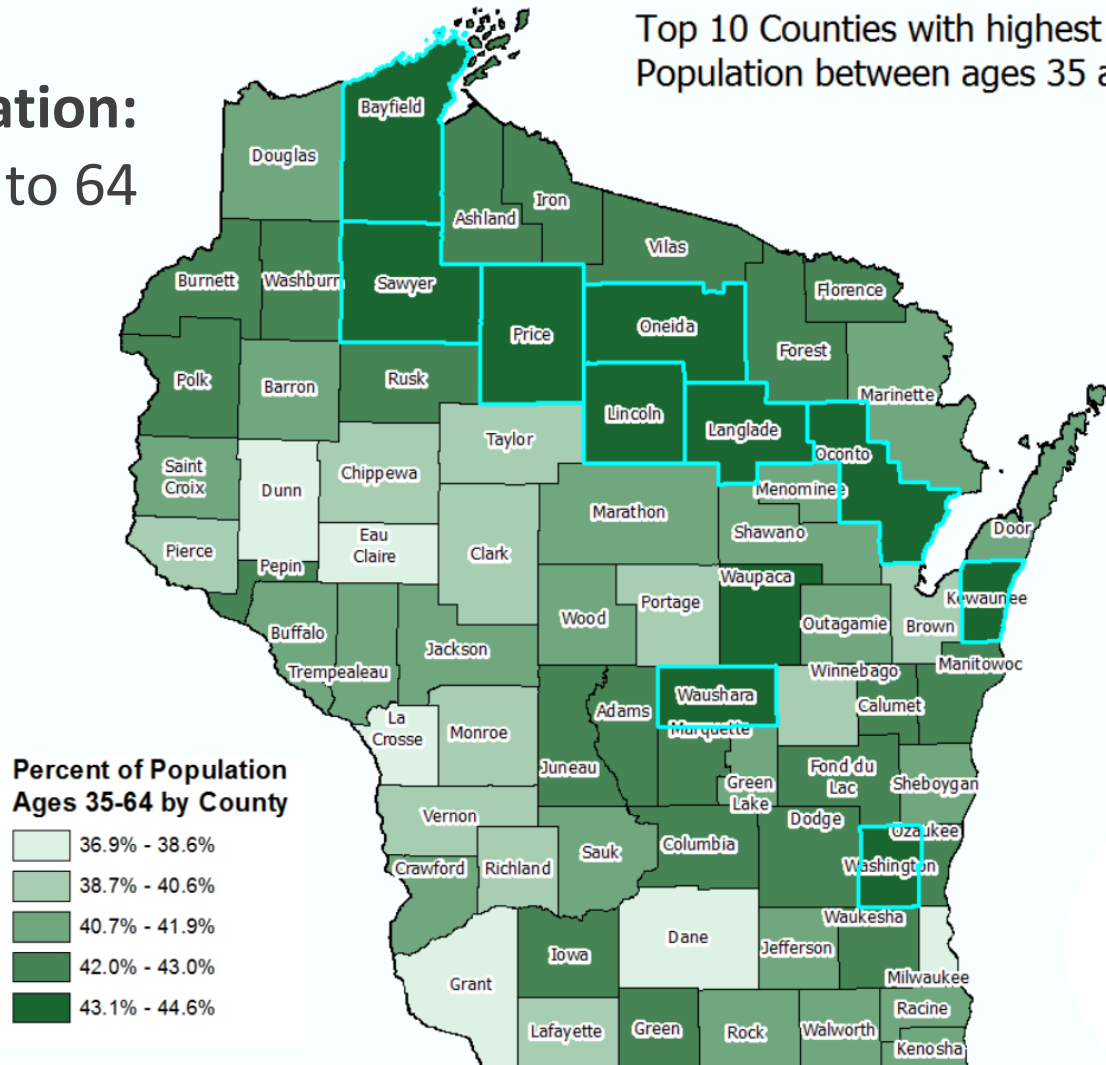 Top 10 Counties with highest
Population between ages 35 a
ation:
to 64
Bayfield
Douglas
Ashland
Iron
Vilas
Burnett
Washburn
Sawyer
Price
Oneida
Florence
Forest
Polk
Barron
Rusk
Lincoln
Marinette
Langlade
Taylor
Oconto
Saint
Croix
Dunn
Chippewa
Menominee
Marathon
Shawano
Door
Pierce
Eau
Claire
Clark
Pepin
Waupaca
Portage
Kewaunee
Wood
Outagamie
Brown
Buffalo
Jackson
Trempealeau
Winnebago
Manitowoc
Waushara
Adams
Calumet
La
Crosse
Monroe
Marquette
Juneau
Green
Lake
Fond du
Lac
Sheboygan
Vernon
Dodge
Ozaukee
Columbia
Sauk
Crawford
Richland
Washington
Waukesha
Dane
Jefferson
Iowa
Milwaukee
Grant
Racine
Lafayette
Green
Rock
Walworth
Kenosha
Percent of Population
Ages 35-64 by County
36.9% - 38.6%
38.7% - 40.6%
40.7% - 41.9%
42.0% - 43.0%
43.1% - 44.6%